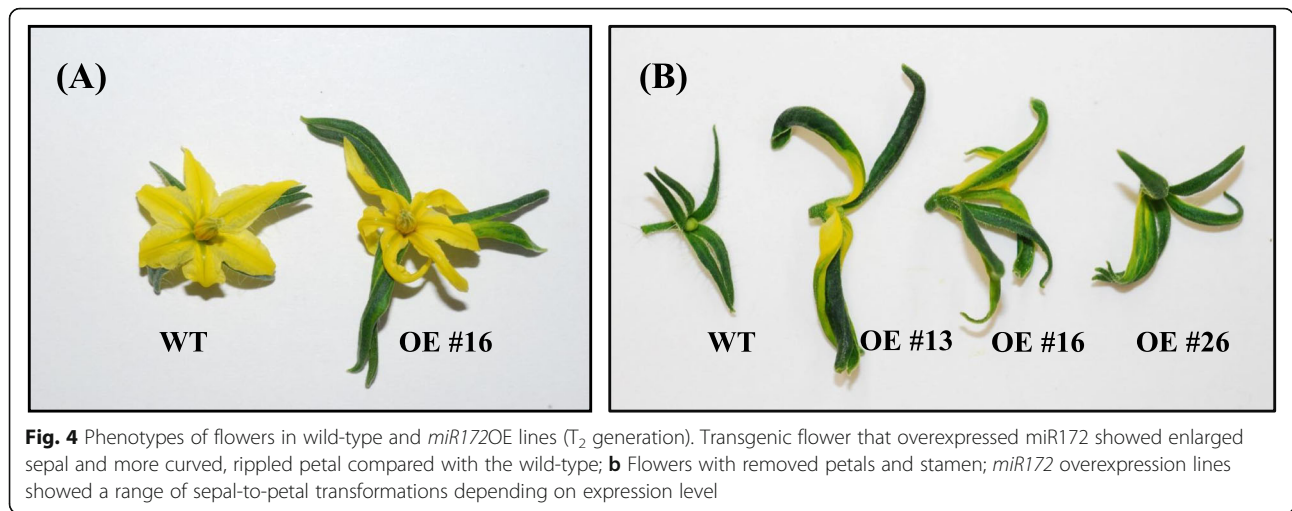 (A)
WT
OE #16
(B)
WT
OE #13
OE #16
OE #26
Fig. 4 Phenotypes of flowers in wild-type and miR172OE lines (T₂ generation). Transgenic flower that overexpressed miR172 showed enlarged
sepal and more curved, rippled petal compared with the wild-type; b Flowers with removed petals and stamen; miR172 overexpression lines
showed a range of sepal-to-petal transformations depending on expression level